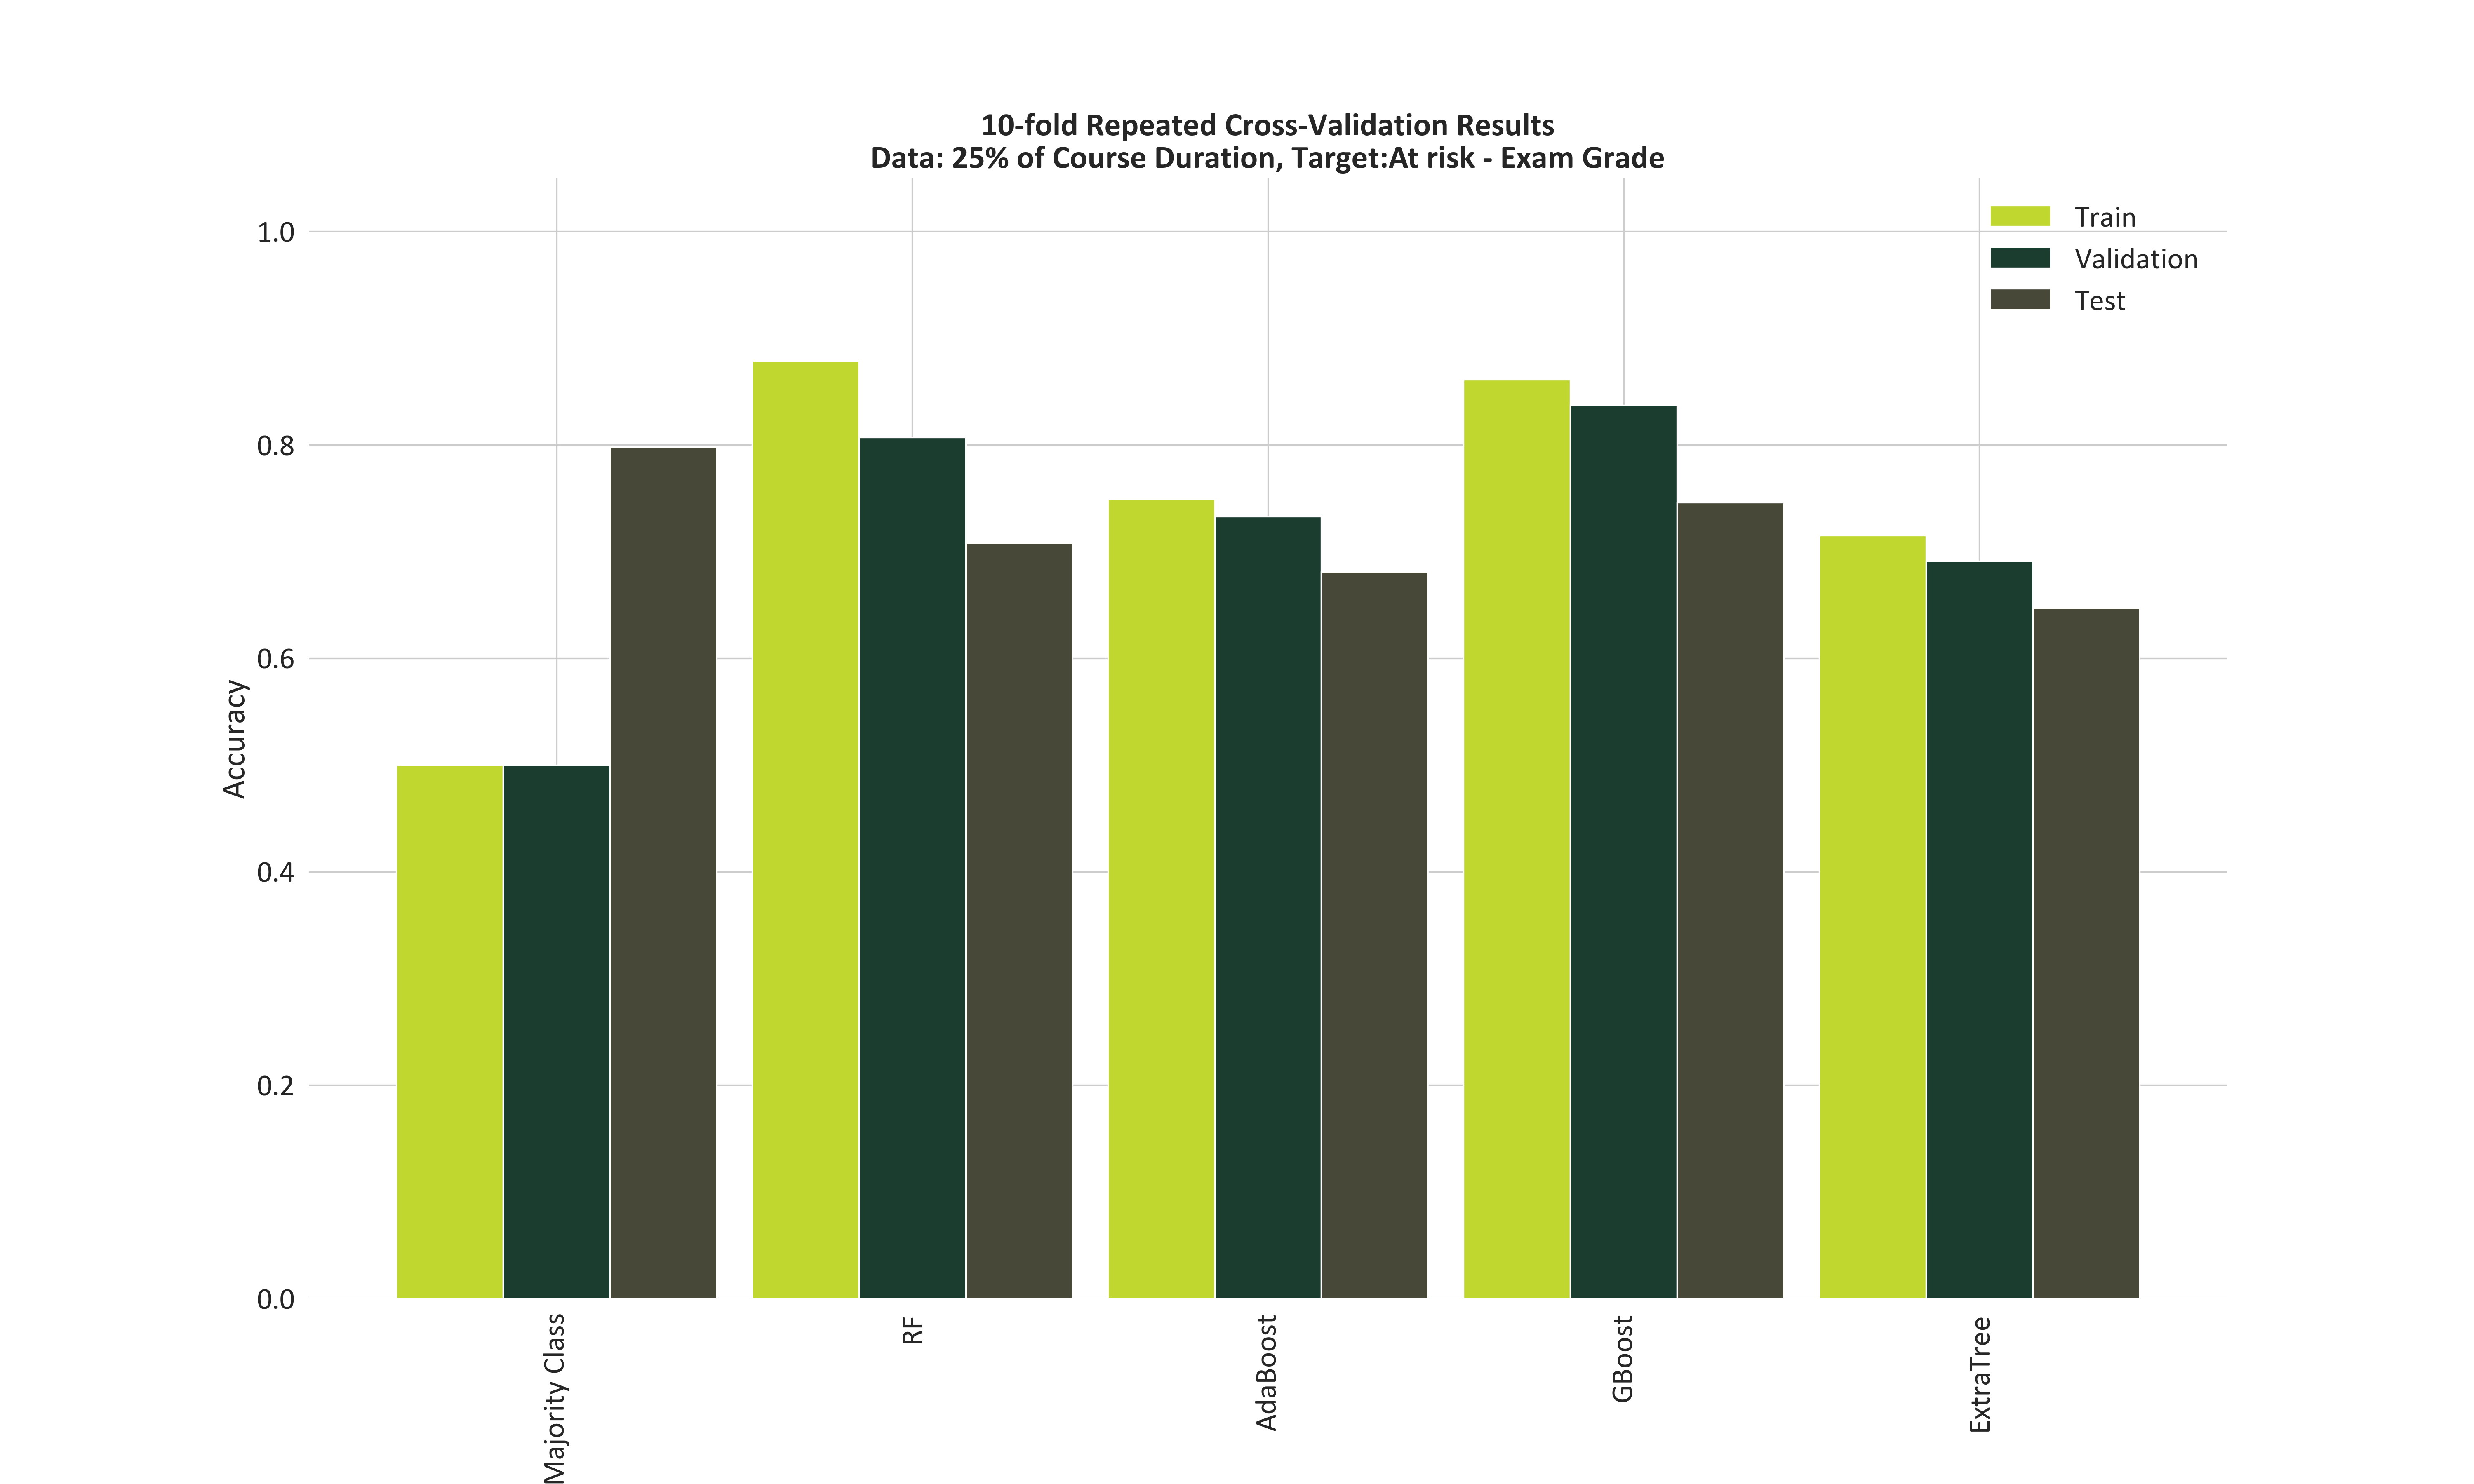 10-fold Repeated Cross-Validation Results
Data: 25% of Course Duration, Target:At risk - Exam Grade
Train
Validation
Test
1.0
0.8
0.6
0.4
0.2
0.0
Accuracy
Majority Class
RF
AdaBoost
GBoost
ExtraTree